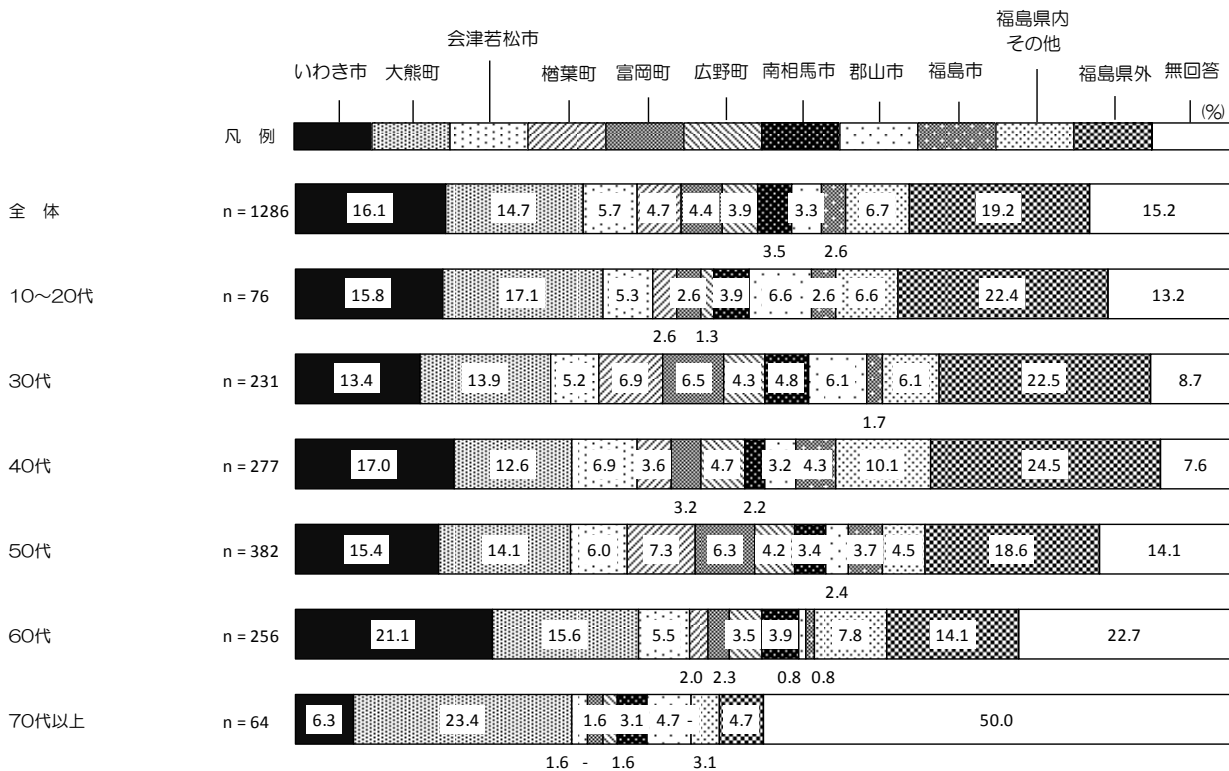 福島県内
その他
会津若松市
いわき市 大熊町 楢葉町 富岡町 広野町 南相馬市 郡山市 福島市 福島県外 無回答
(%)
凡 例
全 体 n = 1286 16.1 14.7 5.7 4.7 4.4 3.9 3.3 6.7 19.2 15.2
3.5 2.6
10〜20代 n = 76 15.8 17.1 5.3 2.6 3.9 6.6 2.6 6.6 22.4 13.2
2.6 1.3
30代 n = 231 13.4 13.9 5.2 6.9 6.5 4.3 4.8 6.1 6.1 22.5 8.7
1.7
40代 n = 277 17.0 12.6 6.9 3.6 4.7 3.2 4.3 10.1 24.5 7.6
3.2 2.2
50代 n = 382 15.4 14.1 6.0 7.3 6.3 4.2 3.4 3.7 4.5 18.6 14.1
2.4
60代 n = 256 21.1 15.6 5.5 3.5 3.9 7.8 14.1 22.7
2.0 2.3 0.8 0.8
70代以上 n = 64 6.3 23.4 1.6 3.1 4.7 - 4.7 50.0
1.6 - 1.6 3.1